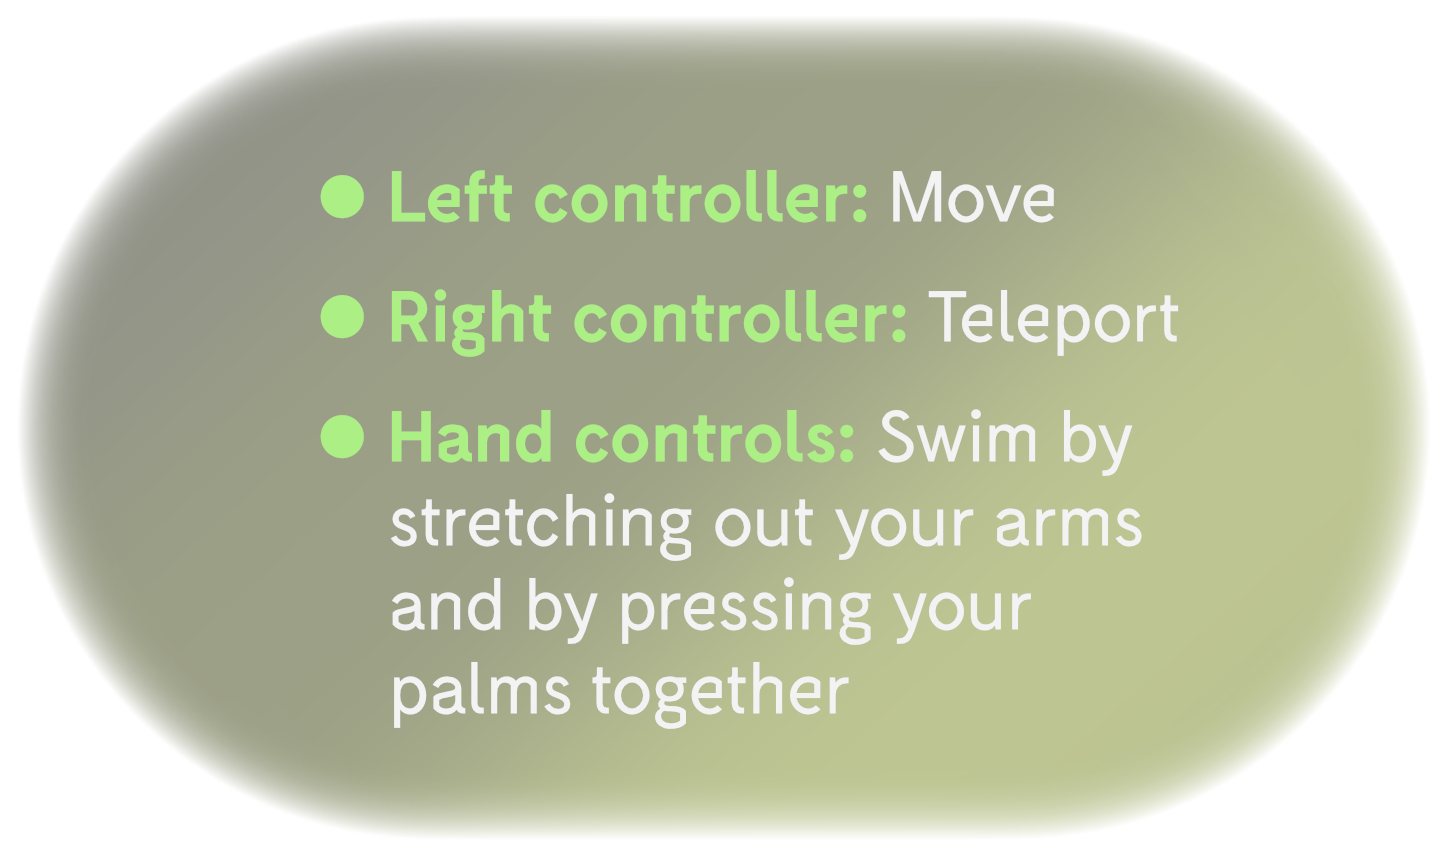 ● Left controller: Move
● Right controller: Teleport
● Hand controls: Swim by
stretching out your arms
and by pressing your
palms together